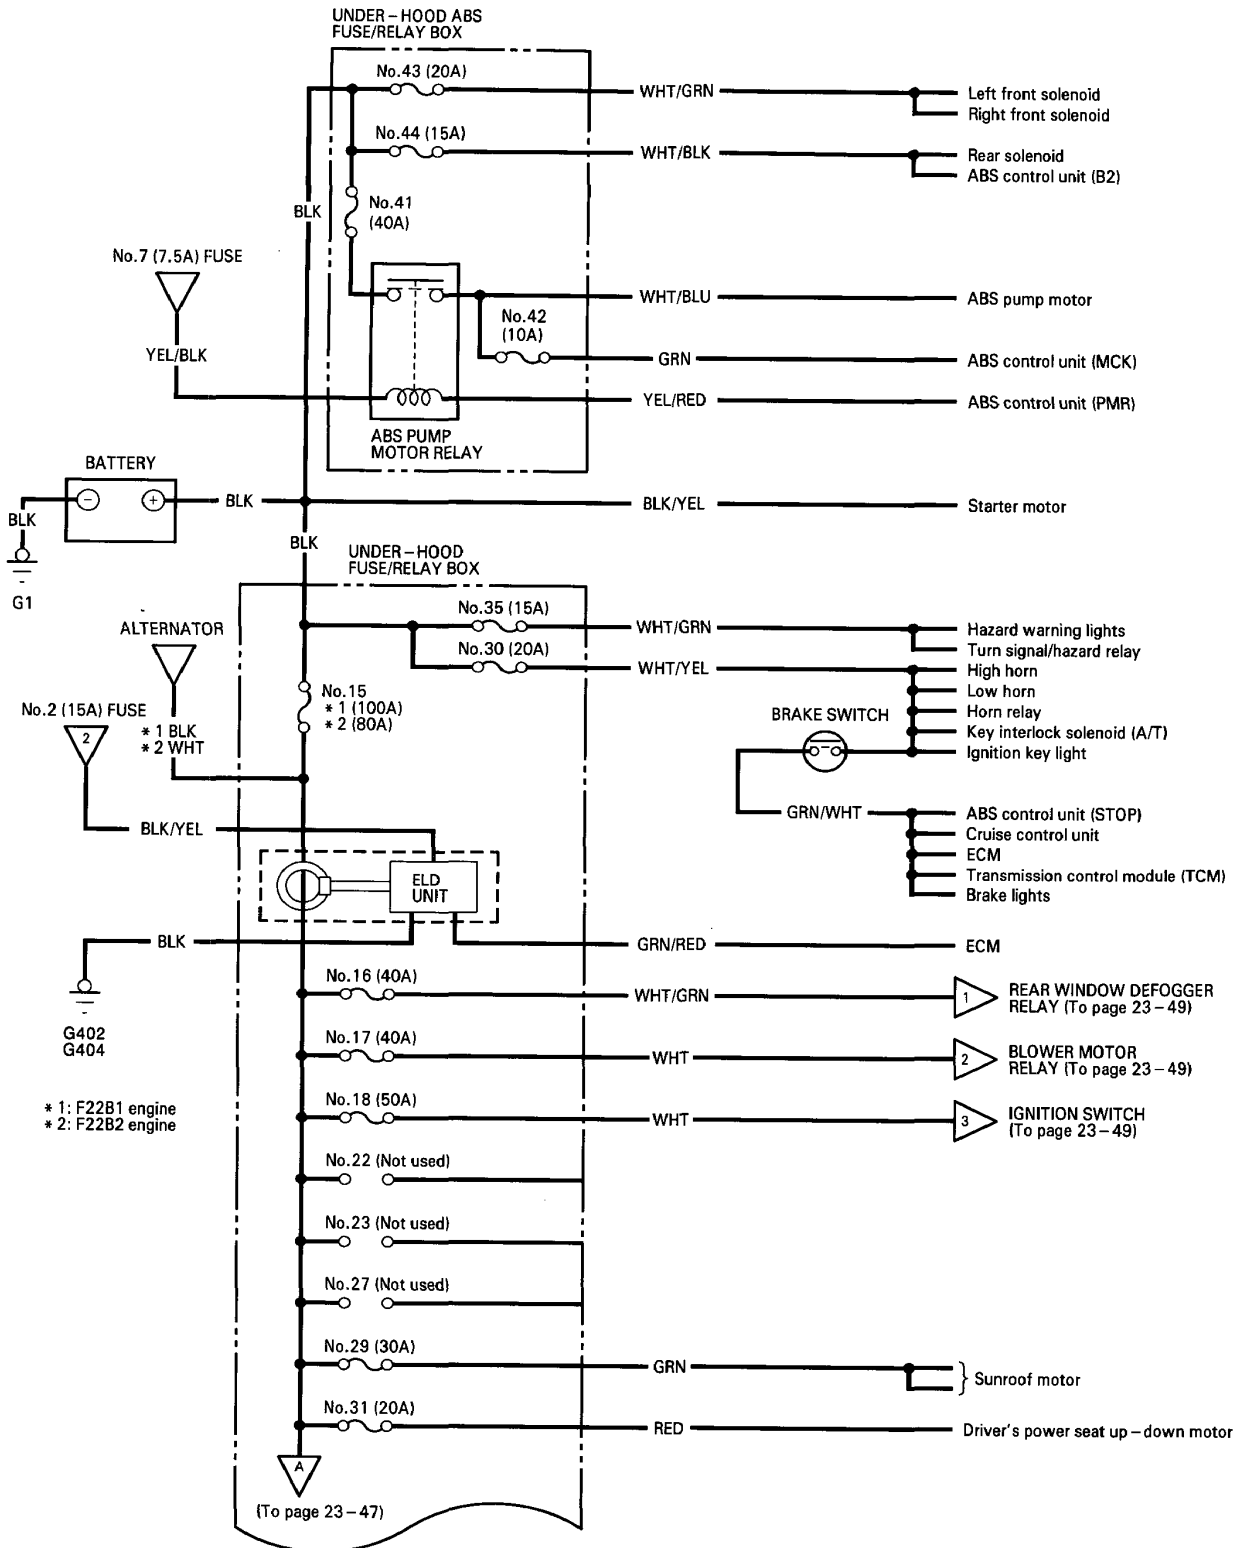 UNDER-HOOD ABS
FUSE/RELAY BOX
No.43 (20A)
WHT/GRN
Left front solenoid
Right front solenoid
No.44 (15A)
WHT/BLK
Rear solenoid
ABS control unit (B2)
BLK
No.41
(40A)
No.7 (7.5A) FUSE
WHT/BLU
ABS pump motor
No.42
(10A)
YEL/BLK
GRN
ABS control unit (MCK)
YEL/RED
ABS control unit (PMR)
ABS PUMP
MOTOR RELAY
BATTERY
-
+
BLK
BLK/YEL
Starter motor
BLK
BLK
G1
UNDER-HOOD
FUSE/RELAY BOX
No.35 (15A)
WHT/GRN
Hazard warning lights
Turn signal/hazard relay
ALTERNATOR
No.30 (20A)
WHT/YEL
High horn
Low horn
Horn relay
Key interlock solenoid (A/T)
Ignition key light
No.15
* 1 (100A)
* 2 (80A)
No.2 (15A) FUSE
2
* 1 BLK
* 2 WHT
BRAKE SWITCH
GRN/WHT
ABS control unit (STOP)
Cruise control unit
ECM
Transmission control module (TCM)
Brake lights
BLK/YEL
ELD
UNIT
BLK
GRN/RED
ECM
G402
G404
No.16 (40A)
WHT/GRN
1
REAR WINDOW DEFOGGER
RELAY (To page 23-49)
No.17 (40A)
WHT
2
BLOWER MOTOR
RELAY (To page 23-49)
* 1: F22B1 engine
* 2: F22B2 engine
No.18 (50A)
WHT
3
IGNITION SWITCH
(To page 23-49)
No.22 (Not used)
No.23 (Not used)
No.27 (Not used)
No.29 (30A)
GRN
Sunroof motor
No.31 (20A)
RED
Driver's power seat up-down motor
A
(To page 23-47)